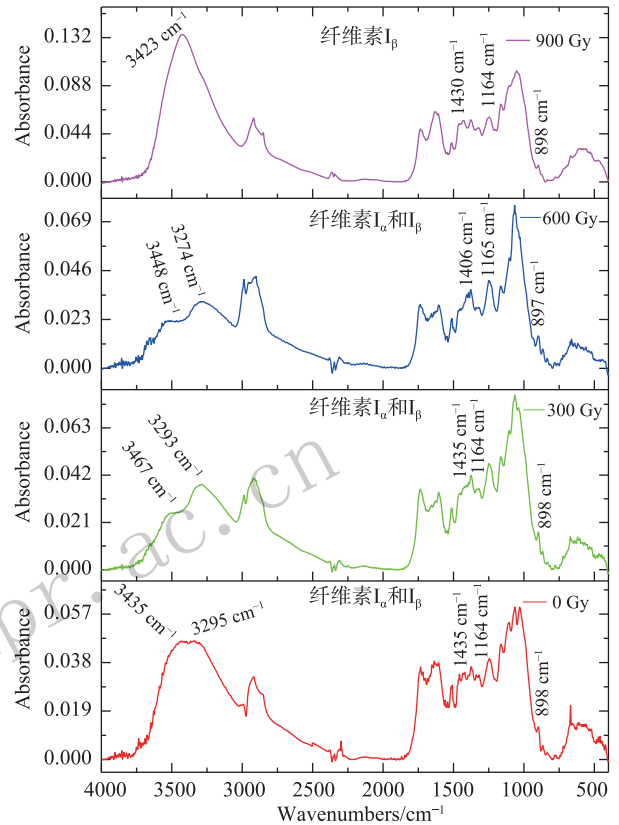 纤维素Iβ
900 Gy
3423 cm⁻¹
1430 cm⁻¹
1164 cm⁻¹
898 cm⁻¹
Absorbance
0.132
0.088
0.044
0.000
纤维素Iα和Iβ
600 Gy
3448 cm⁻¹
3274 cm⁻¹
1406 cm⁻¹
1165 cm⁻¹
897 cm⁻¹
Absorbance
0.069
0.046
0.023
0.000
纤维素Iα和Iβ
300 Gy
3467 cm⁻¹
3293 cm⁻¹
1435 cm⁻¹
1164 cm⁻¹
898 cm⁻¹
Absorbance
0.063
0.042
0.021
0.000
纤维素Iα和Iβ
0 Gy
3435 cm⁻¹
3295 cm⁻¹
1435 cm⁻¹
1164 cm⁻¹
898 cm⁻¹
Absorbance
0.057
0.038
0.019
0.000
4000 3500 3000 2500 2000 1500 1000 500
Wavenumbers/cm⁻¹
pr.ac.cn